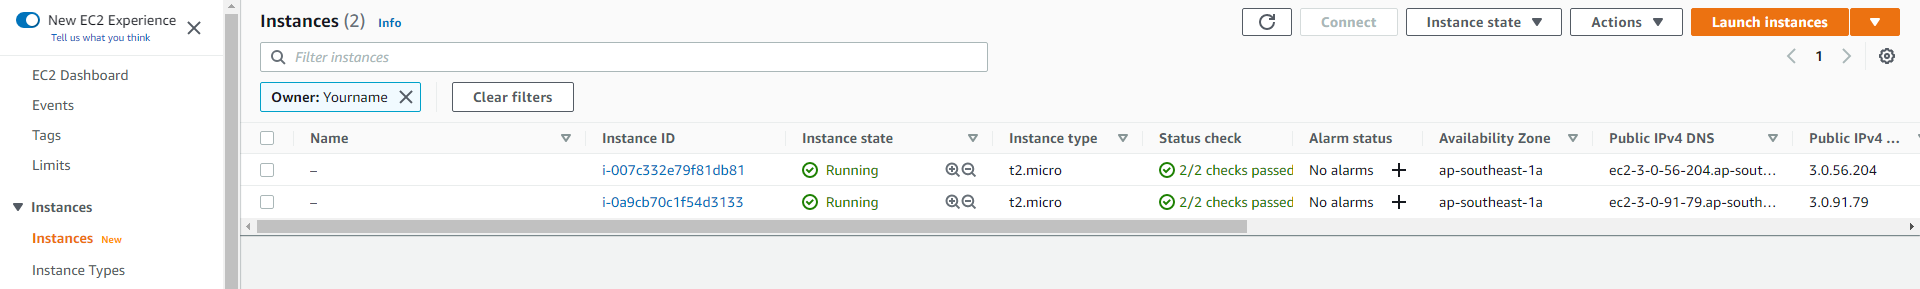 New EC2 Experience
Tell us what you think
EC2 Dashboard
Events
Tags
Limits
Instances
Instances New
Instance Types
Instances (2) Info
Connect Instance state Actions Launch instances
Filter instances
1
Owner: Yourname Clear filters
Name Instance ID Instance state Instance type Status check Alarm status Availability Zone Public IPv4 DNS Public IPv4 ...
– i-007c332e79f81db81 Running t2.micro 2/2 checks passed No alarms + ap-southeast-1a ec2-3-0-56-204.ap-sout... 3.0.56.204
– i-0a9cb70c1f54d3133 Running t2.micro 2/2 checks passed No alarms + ap-southeast-1a ec2-3-0-91-79.ap-south... 3.0.91.79